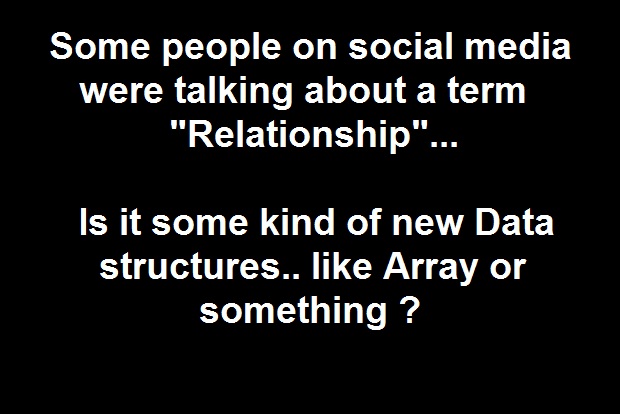 Some people on social media
were talking about a term
"Relationship"...
Is it some kind of new Data
structures.. like Array or
something ?